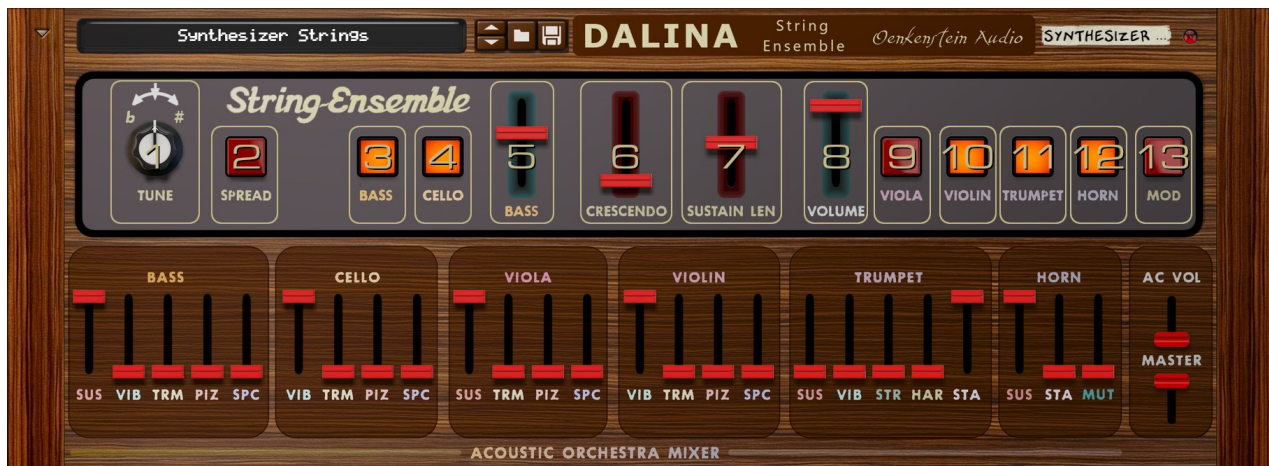 Synthesizer Strings
DALINA
String
Ensemble
Oenkenstein Audio
SYNTHESIZER ...
String-Ensemble
b #
1 2 3 4 5 6 7 8 9 10 11 12 13
TUNE SPREAD BASS CELLO BASS CRESCENDO SUSTAIN LEN VOLUME VIOLA VIOLIN TRUMPET HORN MOD
BASS CELLO VIOLA VIOLIN TRUMPET HORN AC VOL
MASTER
SUS VIB TRM PIZ SPC VIB TRM PIZ SPC SUS TRM PIZ SPC VIB TRM PIZ SPC SUS VIB STR HAR STA SUS STA MUT
ACOUSTIC ORCHESTRA MIXER